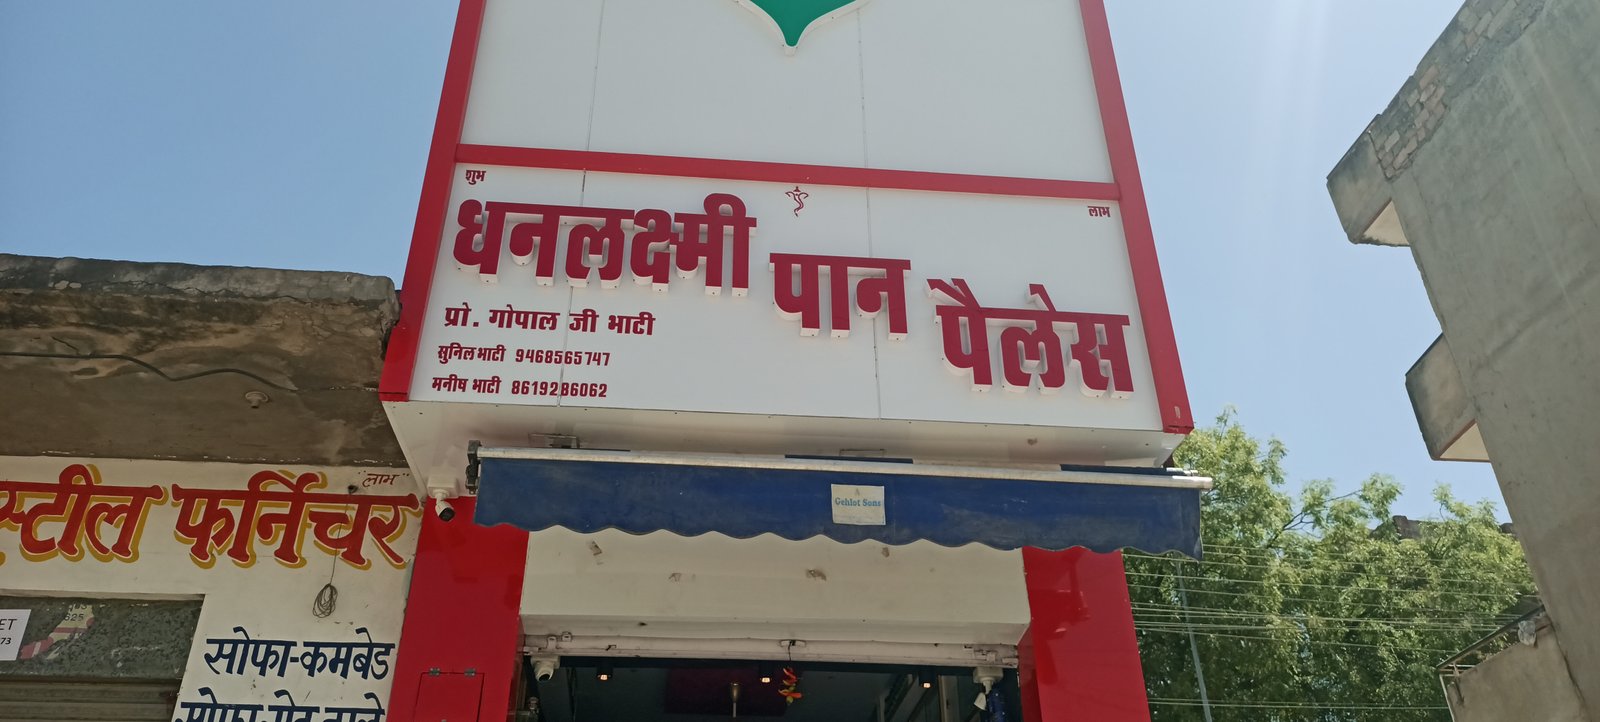 शुभ
लाभ
धनलक्ष्मी पान पैलेस
प्रो. गोपाल जी भाटी
सुनिल भाटी 9468565747
मनीष भाटी 8619286062
Gehlot Sons
लाभ
स्टील फर्निचर
सोफा-कमबेड